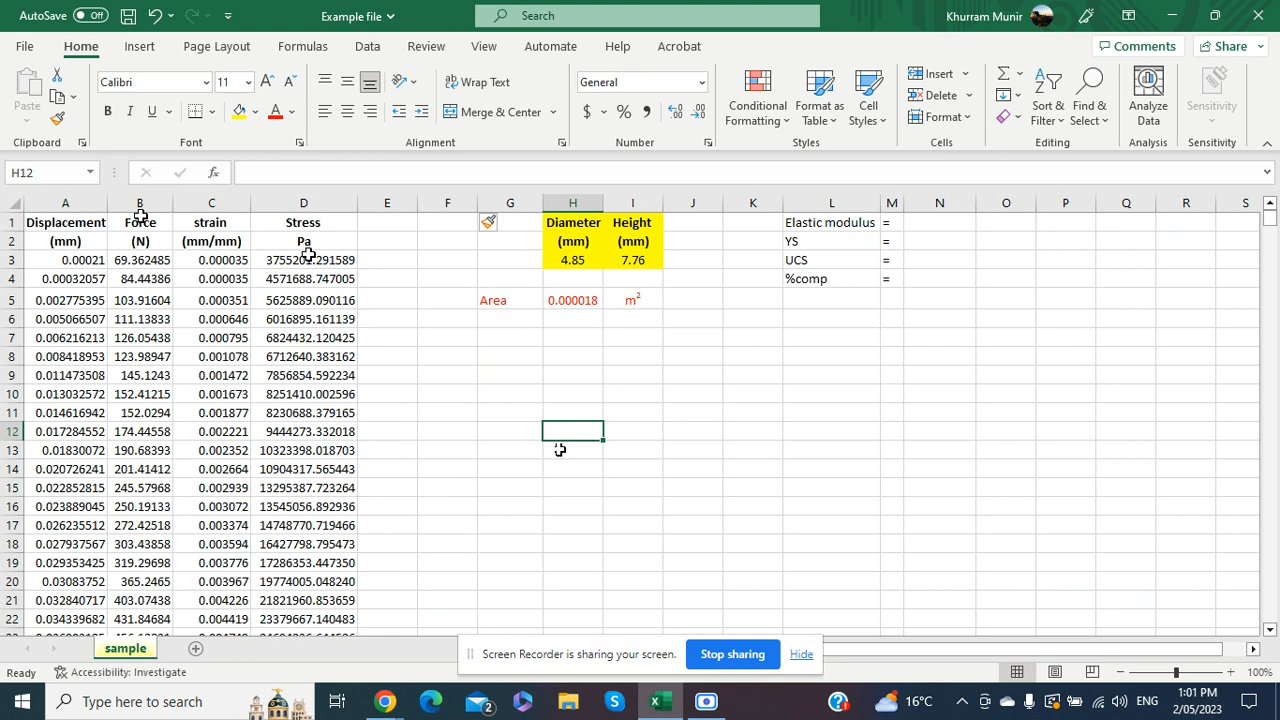 AutoSave Off Example file Search Khurram Munir
File Home Insert Page Layout Formulas Data Review View Automate Help Acrobat Comments Share
Paste Calibri 11 Wrap Text General Conditional Formatting Format as Table Cell Styles Insert Sort & Filter Find & Select Analyze Data Sensitivity
B I U Merge & Center $ % Delete
Format
Clipboard Font Alignment Number Styles Cells Editing Analysis Sensitivity
H12 fx
A B C D E F G H I J K L M N O P Q R S
1 Displacement Force strain Stress Diameter Height Elastic modulus =
2 (mm) (N) (mm/mm) Pa (mm) (mm) YS =
3 0.00021 69.362485 0.000035 4.85 7.76 UCS =
4 0.00032057 84.44386 0.000035 4571688.747005 %comp =
5 0.002775395 103.91604 0.000351 5625889.090116 Area 0.000018 m²
6 0.005066507 111.13833 0.000646 6016895.161139
7 0.006216213 126.05438 0.000795 6824432.120425
8 0.008418953 123.98947 0.001078 6712640.383162
9 0.011473508 145.1243 0.001472 7856854.592234
10 0.013032572 152.41215 0.001673 8251410.002596
11 0.014616942 152.0294 0.001877 8230688.379165
12 0.017284552 174.44558 0.002221 9444273.332018
13 0.01830072 190.68393 0.002352 10323398.018703
14 0.020726241 201.41412 0.002664 10904317.565443
15 0.022852815 245.57968 0.002939 13295387.723264
16 0.023889045 250.19133 0.003072 13545056.892936
17 0.026235512 272.42518 0.003374 14748770.719466
18 0.027937567 303.43858 0.003594 16427798.795473
19 0.029353425 319.29698 0.003776 17286353.447350
20 0.03083752 365.2465 0.003967 19774005.048240
21 0.032840717 403.07438 0.004226 21821960.853659
22 0.034339682 431.84684 0.004419 23379667.140483
sample
Screen Recorder is sharing your screen. Stop sharing Hide
Ready Accessibility: Investigate 100%
Type here to search 2 16°C ENG 1:01 PM
2/05/2023